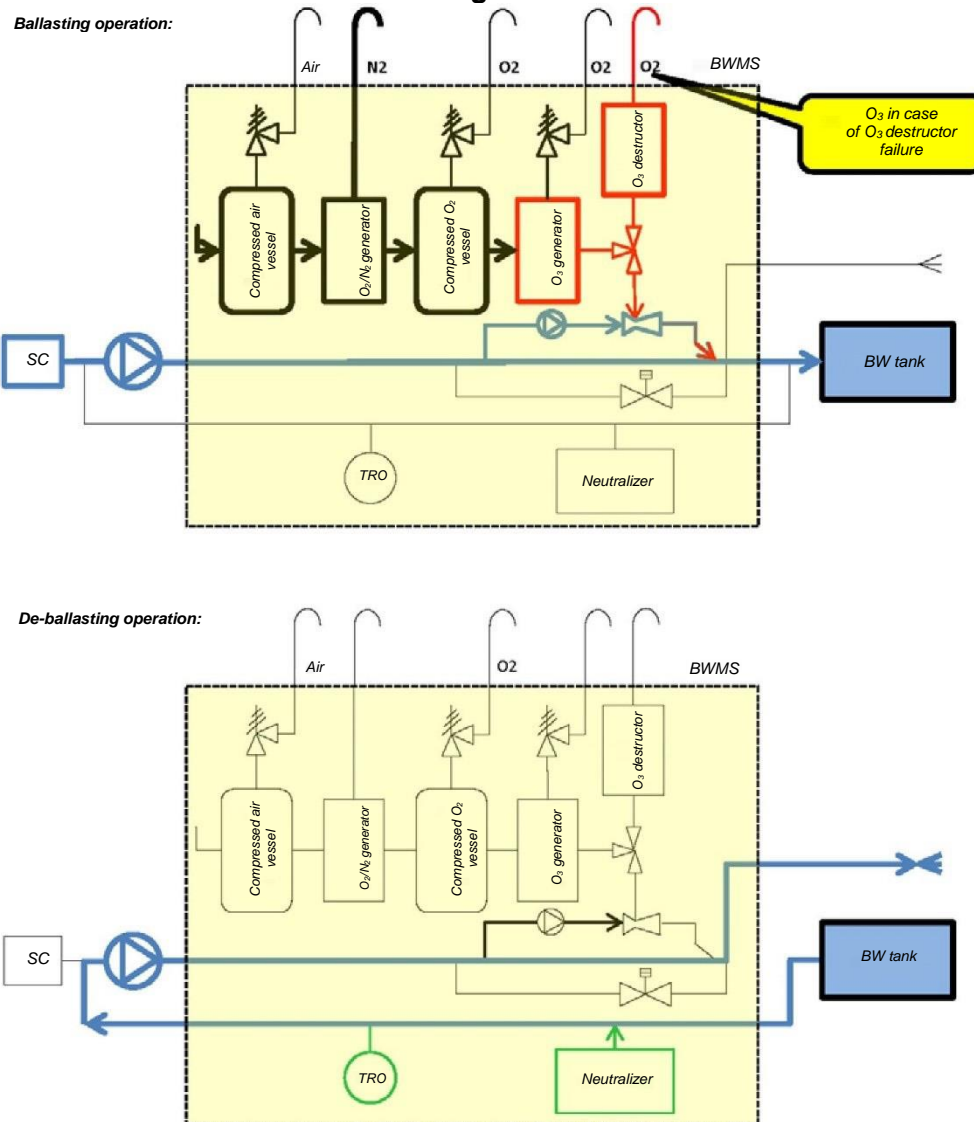 Ballasting operation:
Air
N2
O2
O2
O2
BWMS
O₃ in case
of O₃ destructor
failure
Compressed air
vessel
O₂/N₂ generator
Compressed O₂
vessel
O₃ generator
O₃ destructor
SC
BW tank
TRO
Neutralizer
De-ballasting operation:
Air
O2
BWMS
Compressed air
vessel
O₂/N₂ generator
Compressed O₂
vessel
O₃ generator
O₃ destructor
SC
BW tank
TRO
Neutralizer